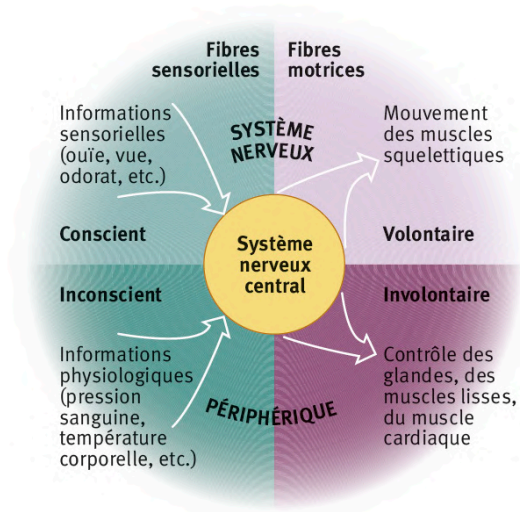 Fibres
sensorielles
Fibres
motrices
Informations
sensorielles
(ouïe, vue,
odorat, etc.)
SYSTÈME
NERVEUX
Mouvement
des muscles
squelettiques
Conscient
Système
nerveux
central
Volontaire
Inconscient
Involontaire
Informations
physiologiques
(pression
sanguine,
température
corporelle, etc.)
PÉRIPHÉRIQUE
Contrôle des
glandes, des
muscles lisses,
du muscle
cardiaque